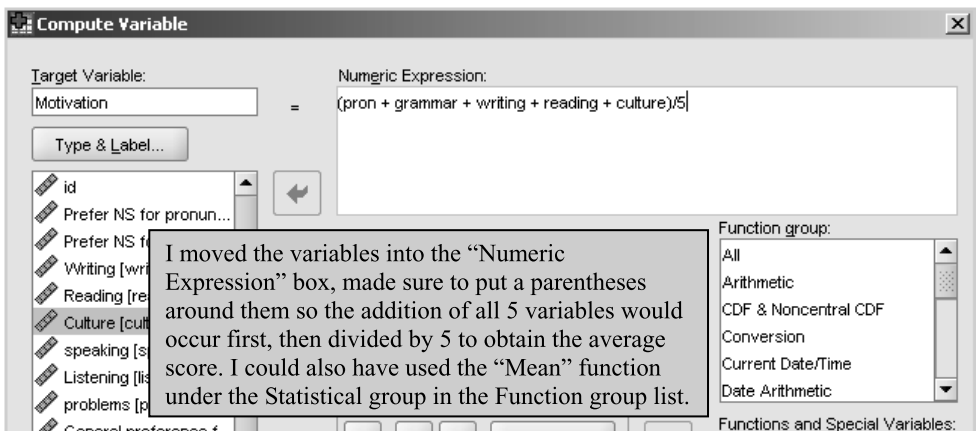 Compute Variable
Target Variable:
Numeric Expression:
Motivation
=
(pron + grammar + writing + reading + culture)/5
Type & Label...
id
Prefer NS for pronun...
Prefer NS f
Writing [wri
Reading [re
Culture [cult
speaking [s
Listening [lis
problems [p
General preference f
I moved the variables into the “Numeric
Expression” box, made sure to put a parentheses
around them so the addition of all 5 variables would
occur first, then divided by 5 to obtain the average
score. I could also have used the “Mean” function
under the Statistical group in the Function group list.
Function group:
All
Arithmetic
CDF & Noncentral CDF
Conversion
Current Date/Time
Date Arithmetic
Functions and Special Variables: